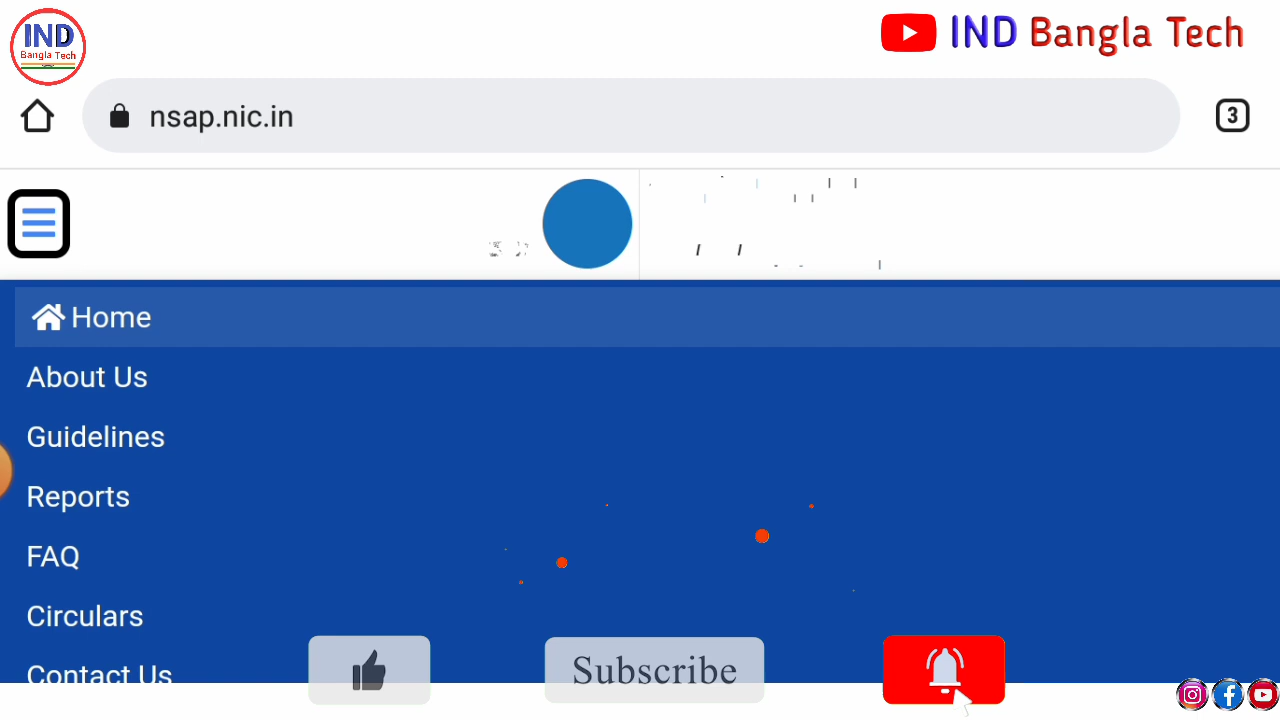 IND
Bangla Tech
IND Bangla Tech
nsap.nic.in
3
Home
About Us
Guidelines
Reports
FAQ
Circulars
Contact Us
Subscribe